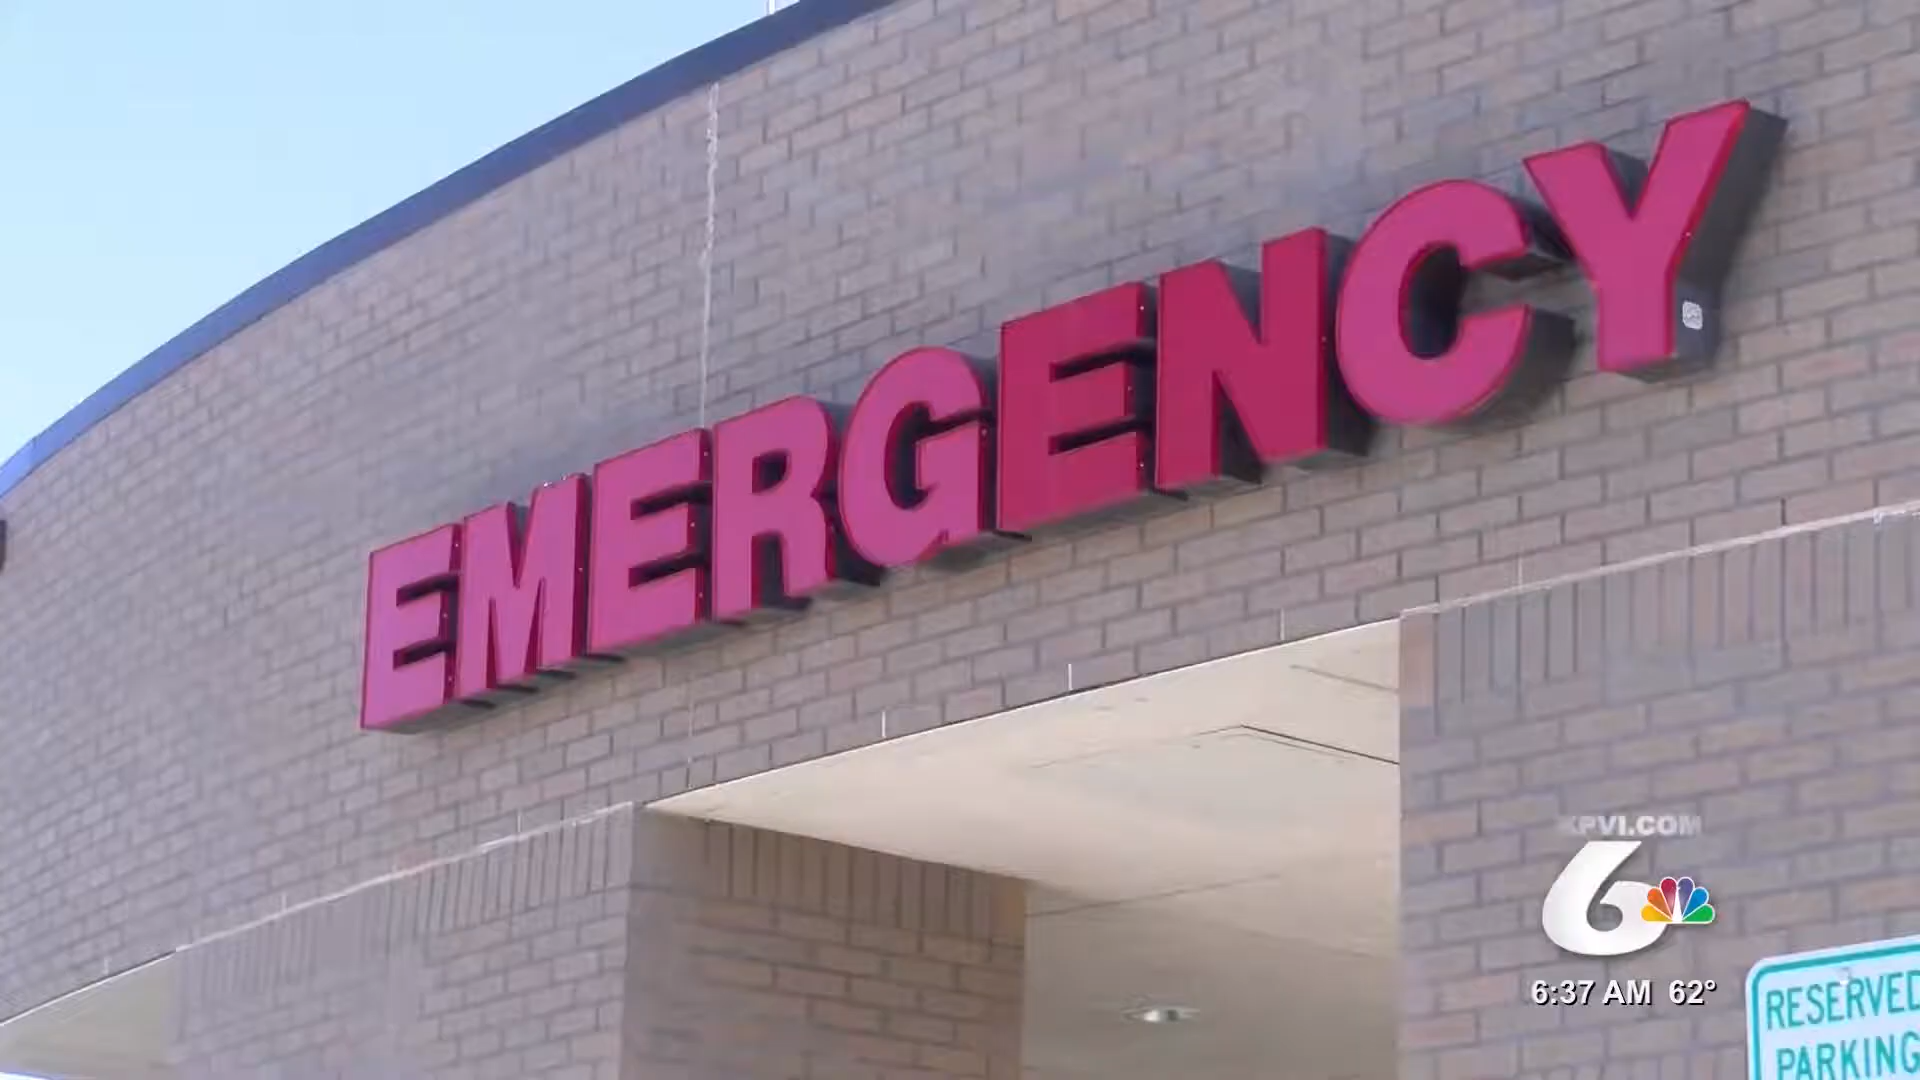 EMERGENCY
KPVI.COM
6
6:37 AM 62°
RESERVED
PARKING